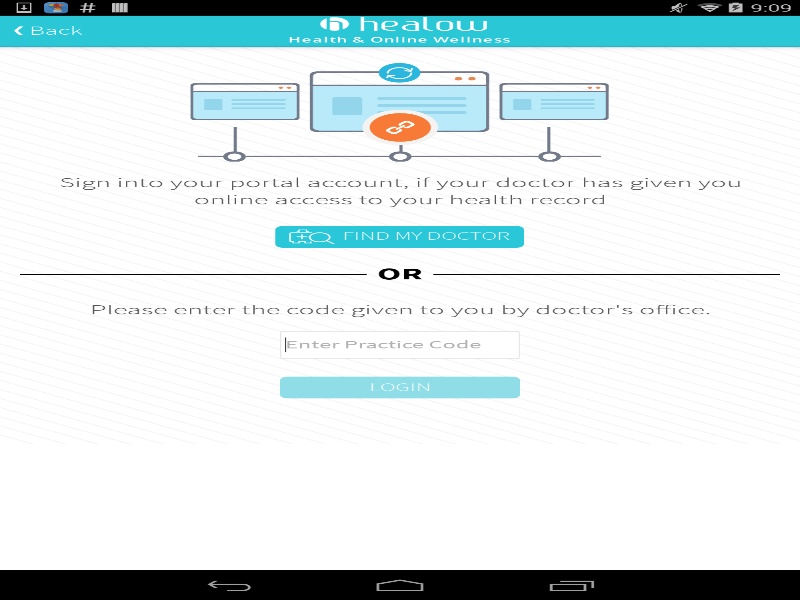 9:09
Back
healow
Health & Online Wellness
Sign into your portal account, if your doctor has given you
online access to your health record
FIND MY DOCTOR
OR
Please enter the code given to you by doctor's office.
Enter Practice Code
LOGIN